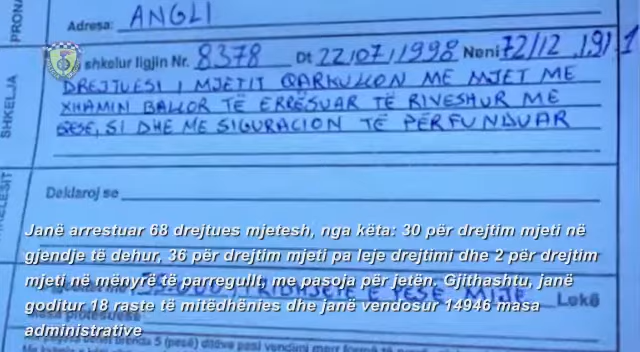 Adresa: ANGLI
shkelur ligjin Nr. 8378 Dt 22/07/1998 Neni 72/12, 191.1
DREJTUESI I MJETIT QARKULLON ME MJET ME
XHAMIN BALLOR TË ERRËSUAR TË RIVESHUR ME
SI DHE ME SIGURACION TË PËRFUNDUAR
SHKELJA
Deklaroj se
Janë arrestuar 68 drejtues mjetesh, nga këta: 30 për drejtim mjeti në
gjendje të dehur, 36 për drejtim mjeti pa leje drejtimi dhe 2 për drejtim
mjeti në mënyrë të parregullt, me pasoja për jetën. Gjithashtu, janë
TRIDHJETË E PESË MIJË Lekë
goditur 18 raste të mitëdhënies dhe janë vendosur 14946 masa
administrative